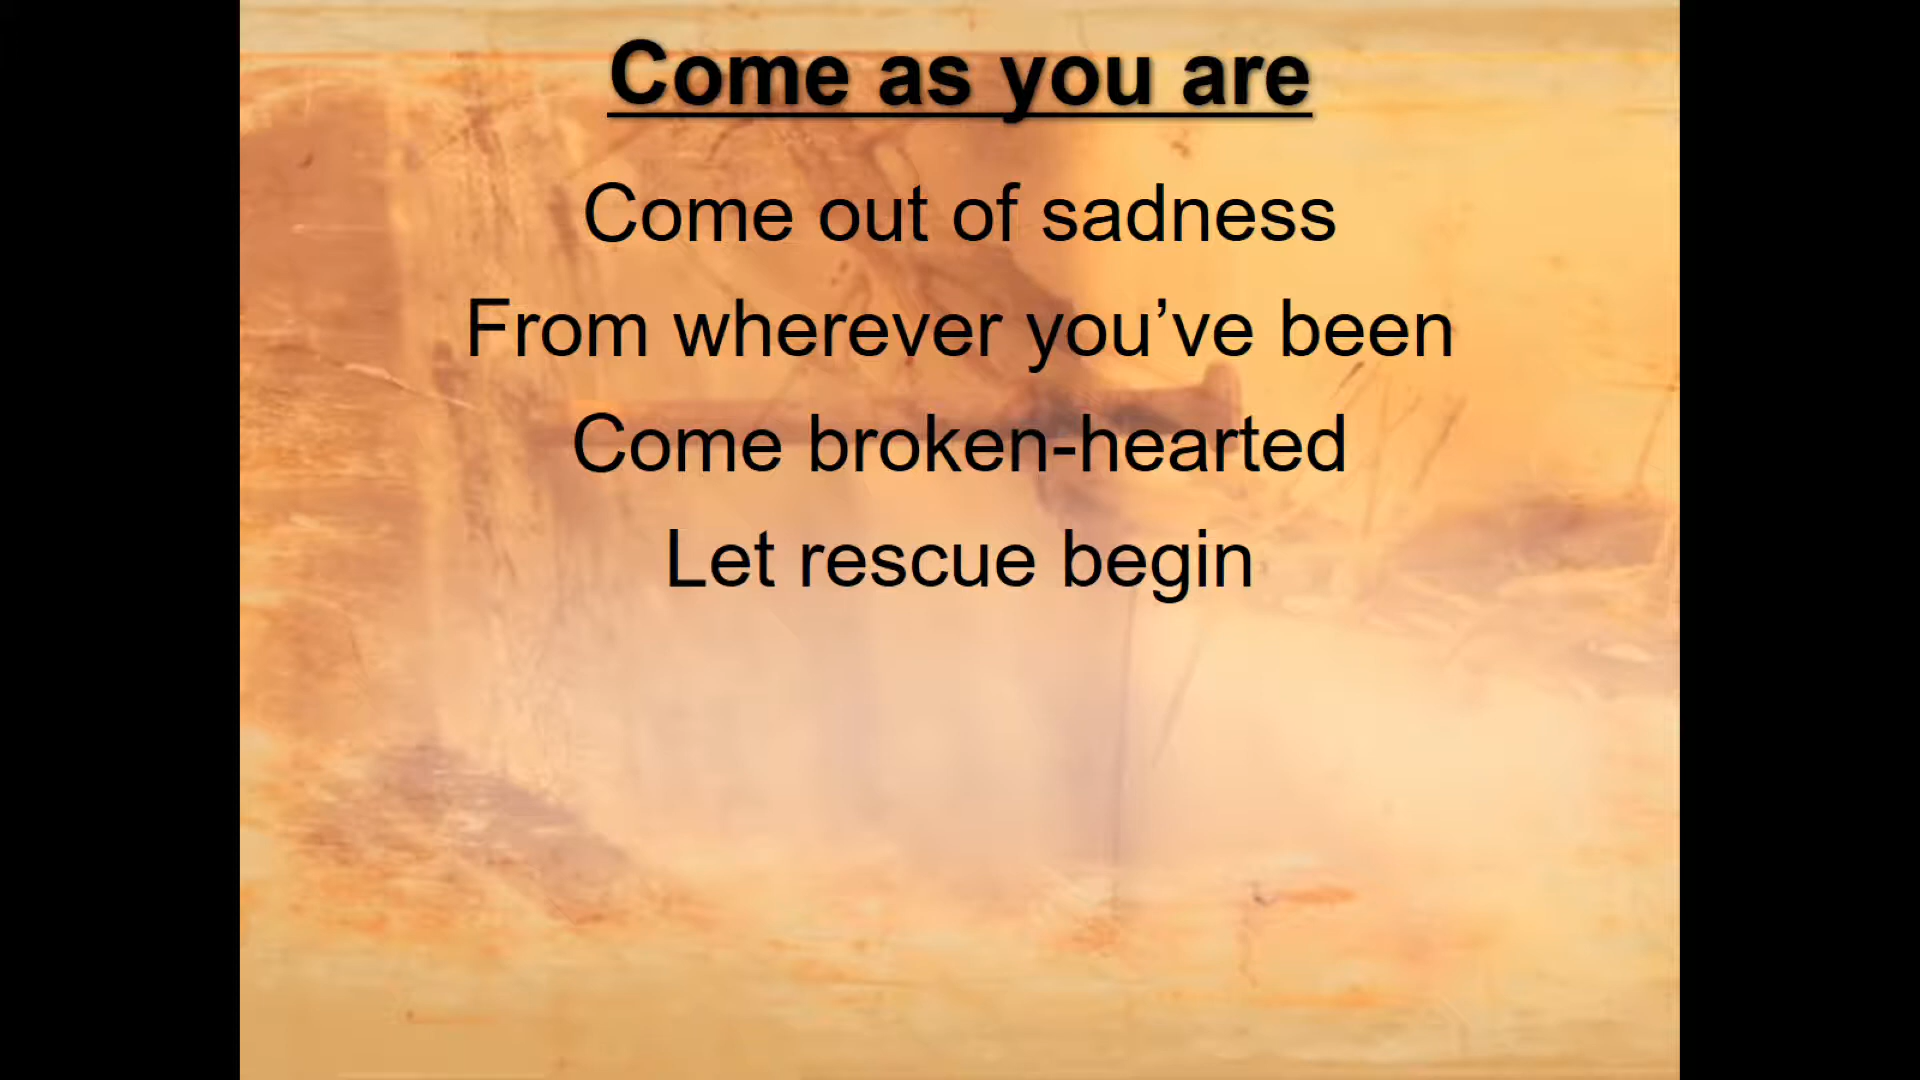 Come as you are
Come out of sadness
From wherever you’ve been
Come broken-hearted
Let rescue begin